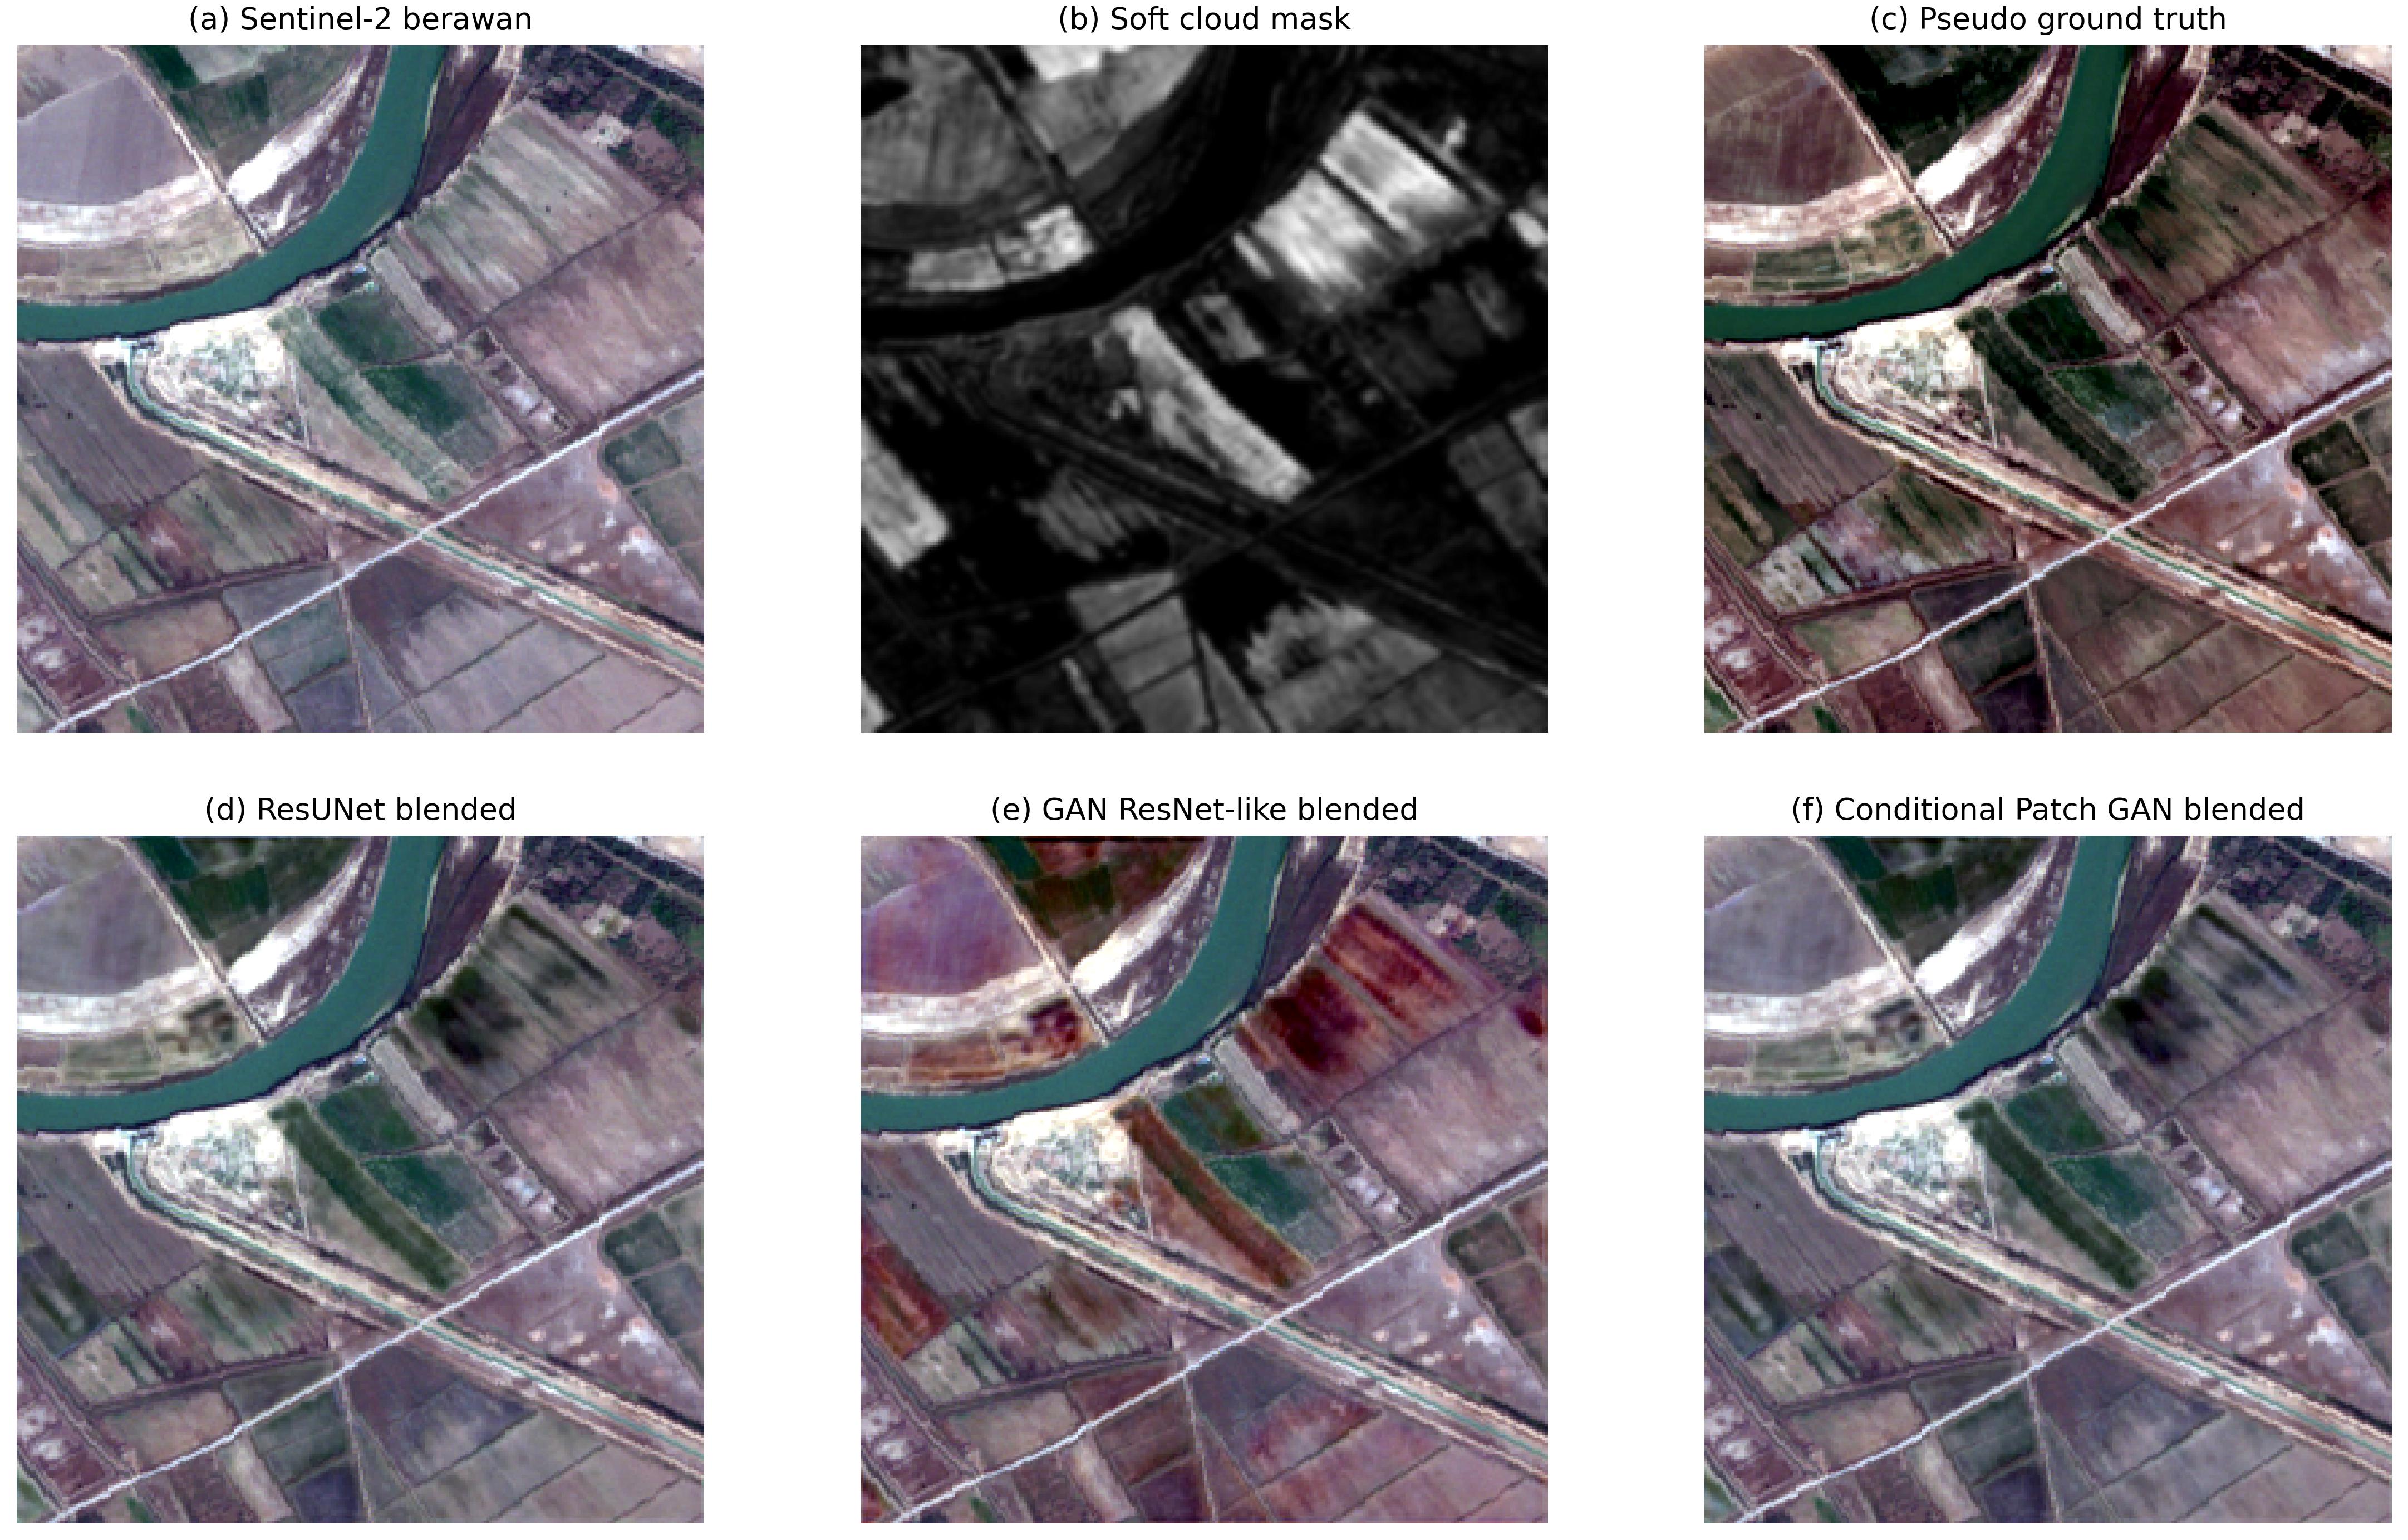 (a) Sentinel-2 berawan
(b) Soft cloud mask
(c) Pseudo ground truth
(d) ResUNet blended
(e) GAN ResNet-like blended
(f) Conditional Patch GAN blended